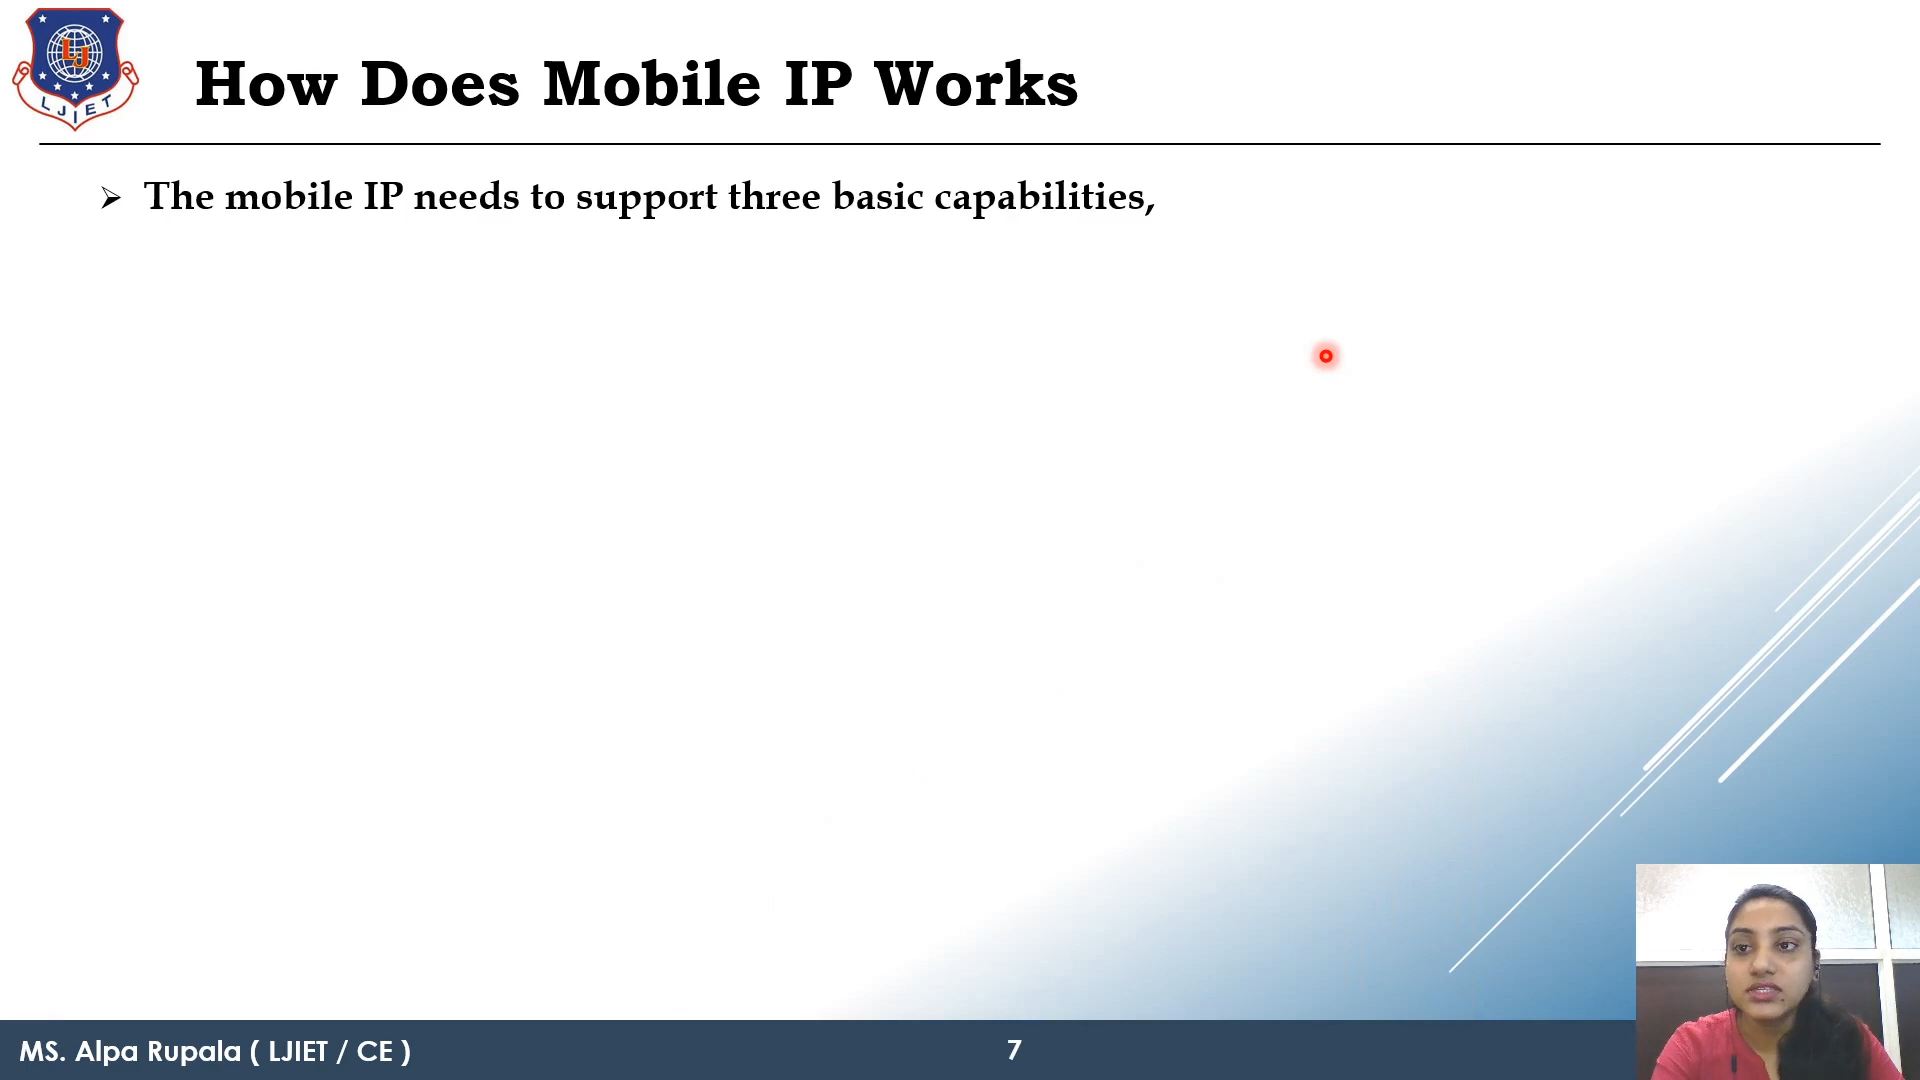 LJ
LJIET
How Does Mobile IP Works
➢ The mobile IP needs to support three basic capabilities,
MS. Alpa Rupala ( LJIET / CE )
7